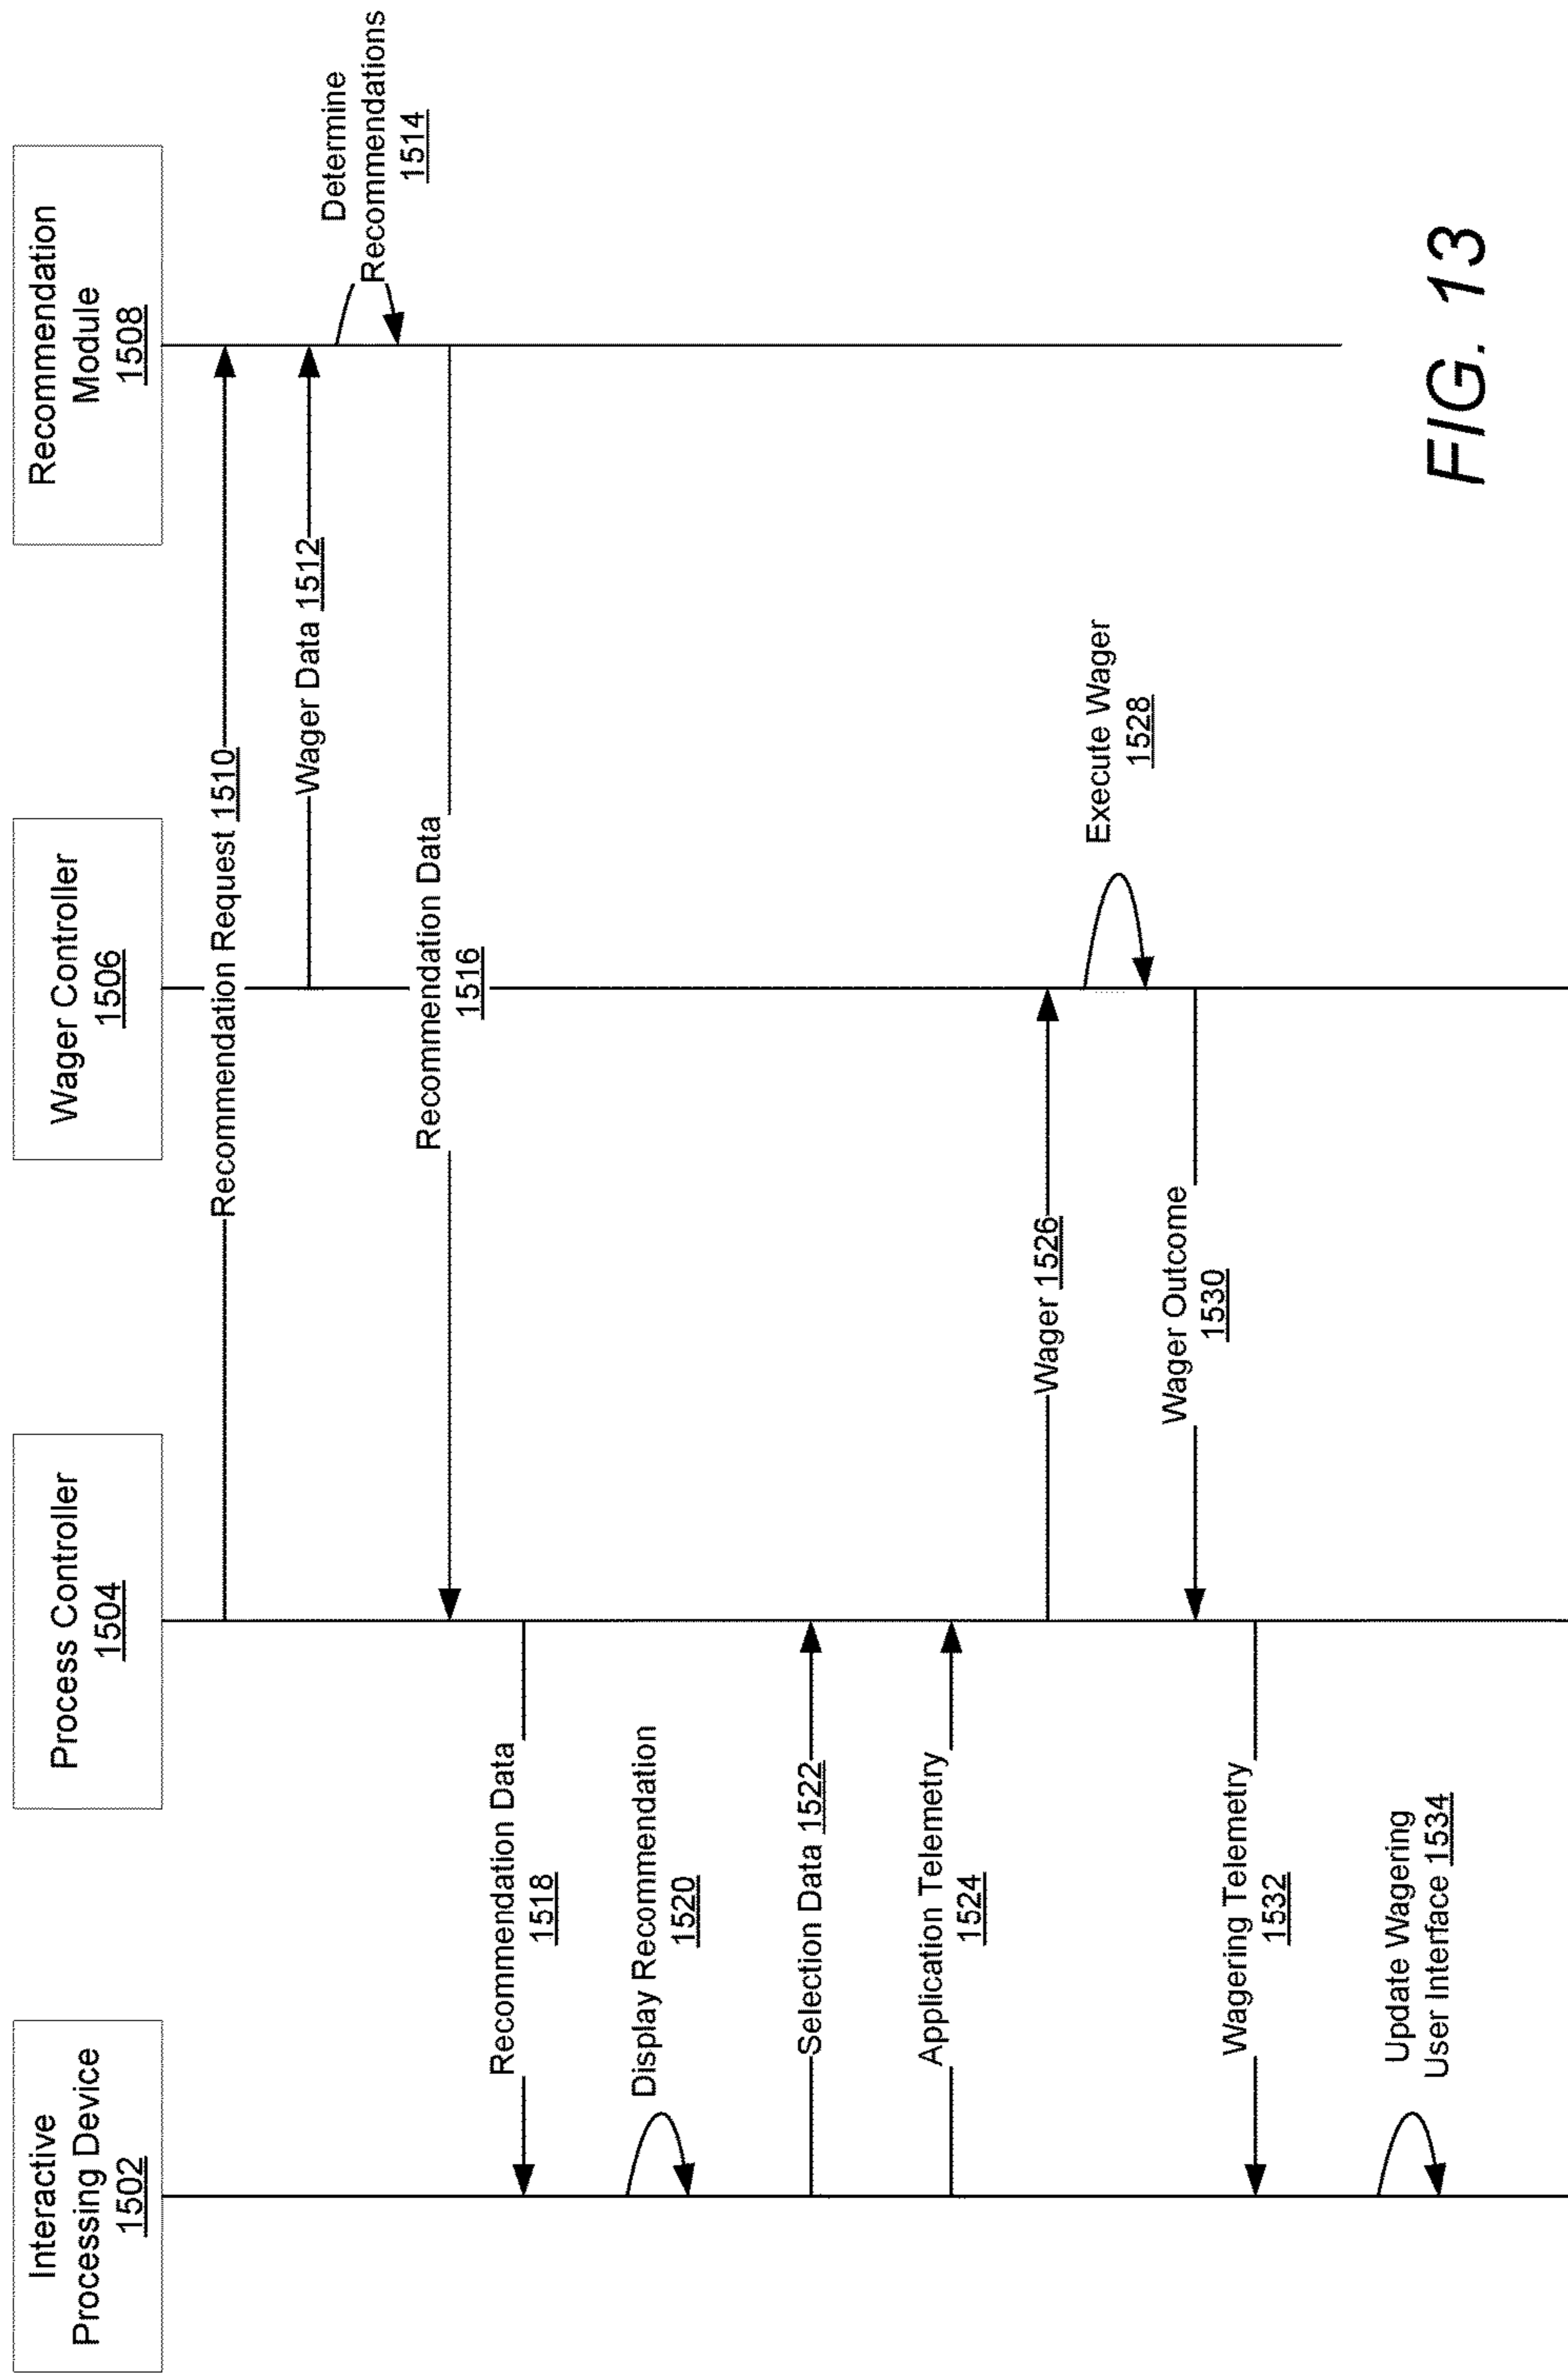 Interactive
Processing Device
1502
Process Controller
1504
Wager Controller
1506
Recommendation
Module
1508
Recommendation Request 1510
Wager Data 1512
Determine
Recommendations
1514
Recommendation Data
1516
Recommendation Data
1518
Display Recommendation
1520
Selection Data 1522
Application Telemetry
1524
Wager 1526
Execute Wager
1528
Wager Outcome
1530
Wagering Telemetry
1532
Update Wagering
User Interface 1534
FIG. 13